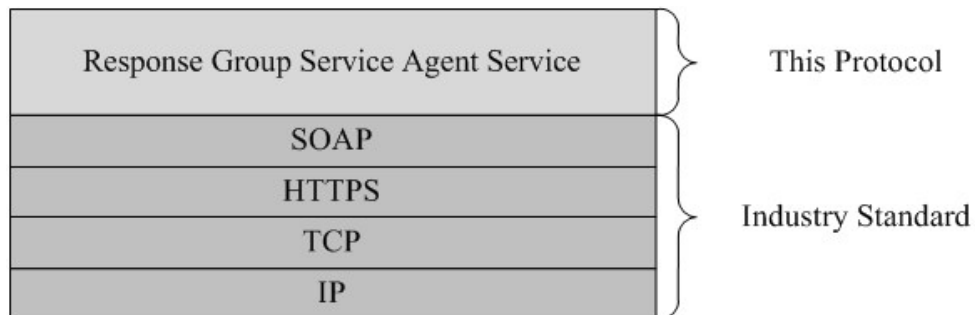 Response Group Service Agent Service
This Protocol
SOAP
HTTPS
TCP
IP
Industry Standard